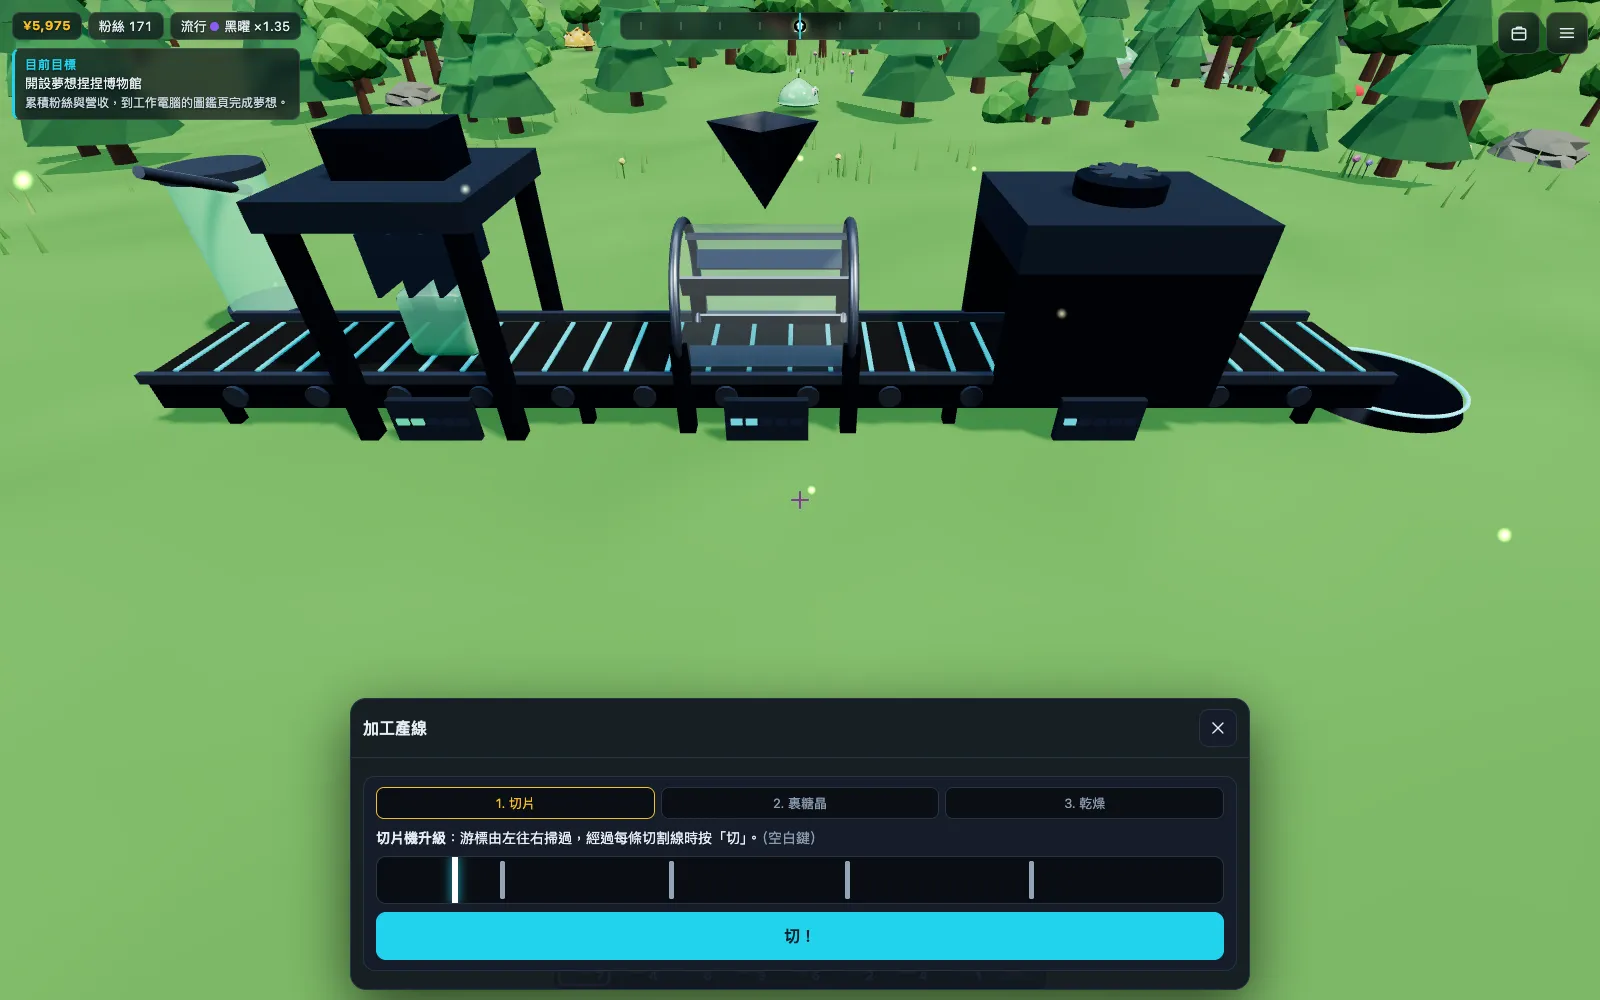 ¥5,975
粉絲 171
流行 黑曜 ×1.35
目前目標
開設夢想捏捏博物館
累積粉絲與營收，到工作電腦的圖鑑頁完成夢想。
加工產線
1. 切片
2. 裹糖晶
3. 乾燥
切片機升級：游標由左往右掃過，經過每條切割線時按「切」。(空白鍵)
切！